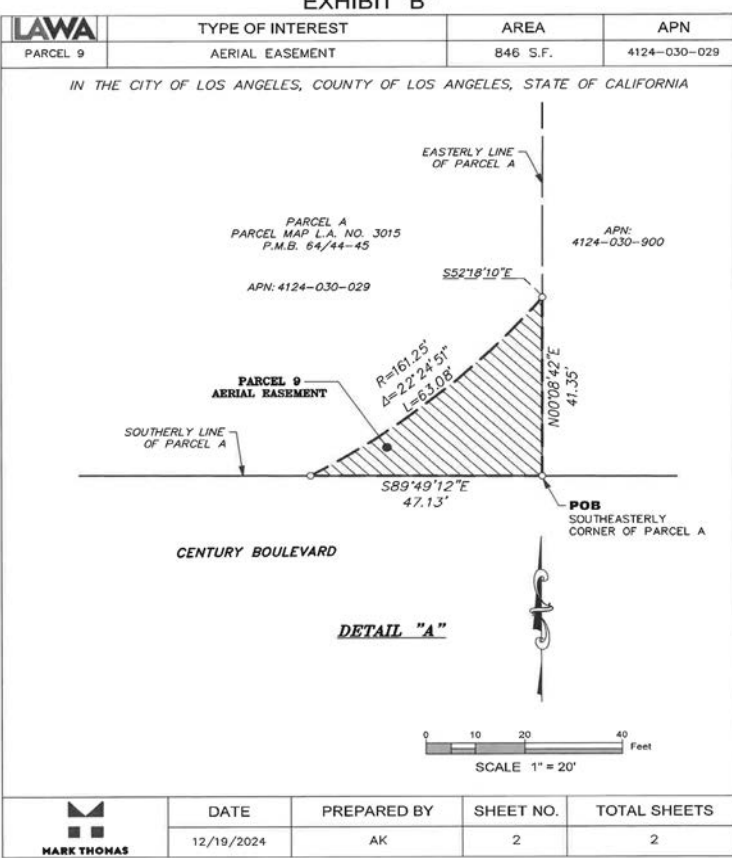 EXHIBIT "B"
LAWA TYPE OF INTEREST AREA APN
PARCEL 9 AERIAL EASEMENT 846 S.F. 4124-030-029
IN THE CITY OF LOS ANGELES, COUNTY OF LOS ANGELES, STATE OF CALIFORNIA
EASTERLY LINE
OF PARCEL A
PARCEL A
PARCEL MAP L.A. NO. 3015
P.M.B. 64/44-45
APN: 4124-030-029
APN:
4124-030-900
S52°18'10"E
R=161.25'
Δ=22°24'51"
L=63.08'
N00°08'42"E
41.35'
PARCEL 9
AERIAL EASEMENT
SOUTHERLY LINE
OF PARCEL A
S89°49'12"E
47.13'
POB
SOUTHEASTERLY
CORNER OF PARCEL A
CENTURY BOULEVARD
DETAIL "A"
0 10 20 40 Feet
SCALE 1" = 20'
DATE PREPARED BY SHEET NO. TOTAL SHEETS
MARK THOMAS 12/19/2024 AK 2 2